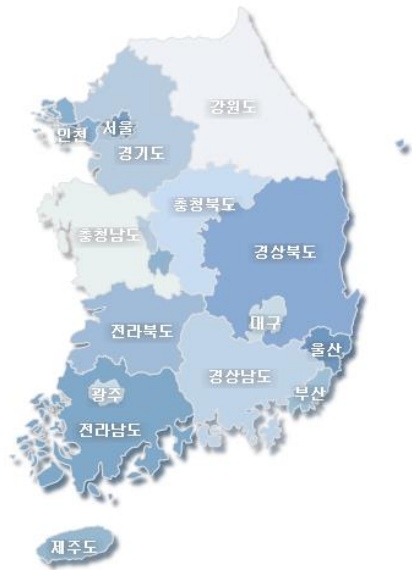 강원도
서울
인천
경기도
충청북도
충청남도
경상북도
대구
전라북도
울산
경상남도
부산
광주
전라남도
제주도